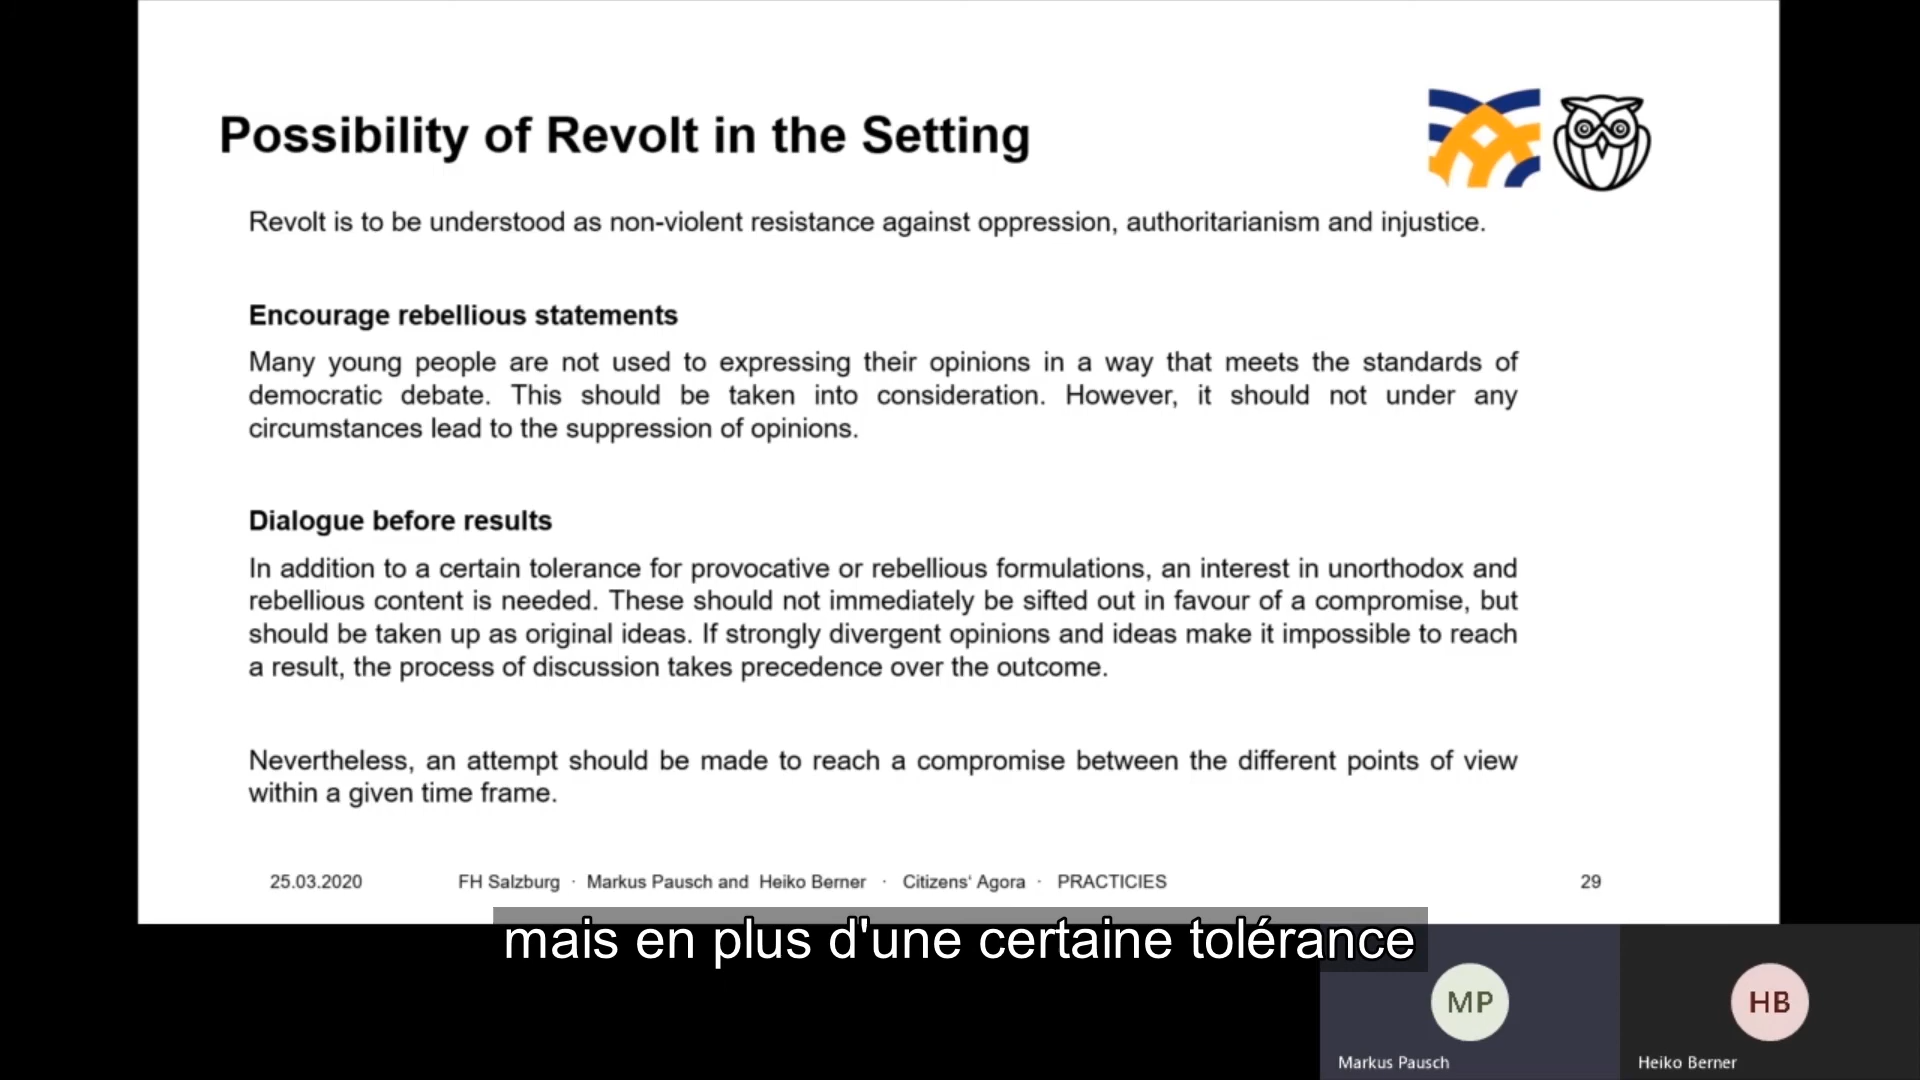 Possibility of Revolt in the Setting
Revolt is to be understood as non-violent resistance against oppression, authoritarianism and injustice.
Encourage rebellious statements
Many young people are not used to expressing their opinions in a way that meets the standards of
democratic debate. This should be taken into consideration. However, it should not under any
circumstances lead to the suppression of opinions.
Dialogue before results
In addition to a certain tolerance for provocative or rebellious formulations, an interest in unorthodox and
rebellious content is needed. These should not immediately be sifted out in favour of a compromise, but
should be taken up as original ideas. If strongly divergent opinions and ideas make it impossible to reach
a result, the process of discussion takes precedence over the outcome.
Nevertheless, an attempt should be made to reach a compromise between the different points of view
within a given time frame.
25.03.2020 FH Salzburg · Markus Pausch and Heiko Berner · Citizens‘ Agora · PRACTICIES 29
mais en plus d'une certaine tolérance
MP HB
Markus Pausch Heiko Berner